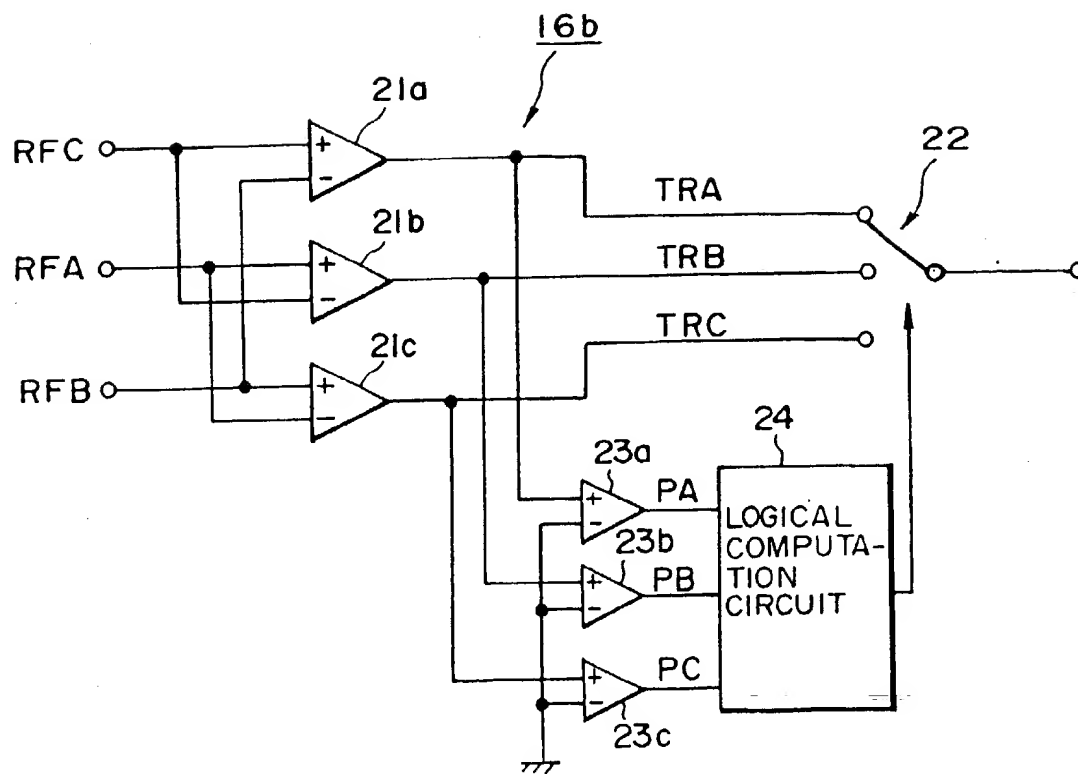 16b
21a
RFC
+
-
22
TRA
21b
RFA
+
-
TRB
21c
TRC
RFB
+
-
24
23a
+
-
PA
LOGICAL
COMPUTA-
TION
CIRCUIT
23b
+
-
PB
PC
+
-
23c